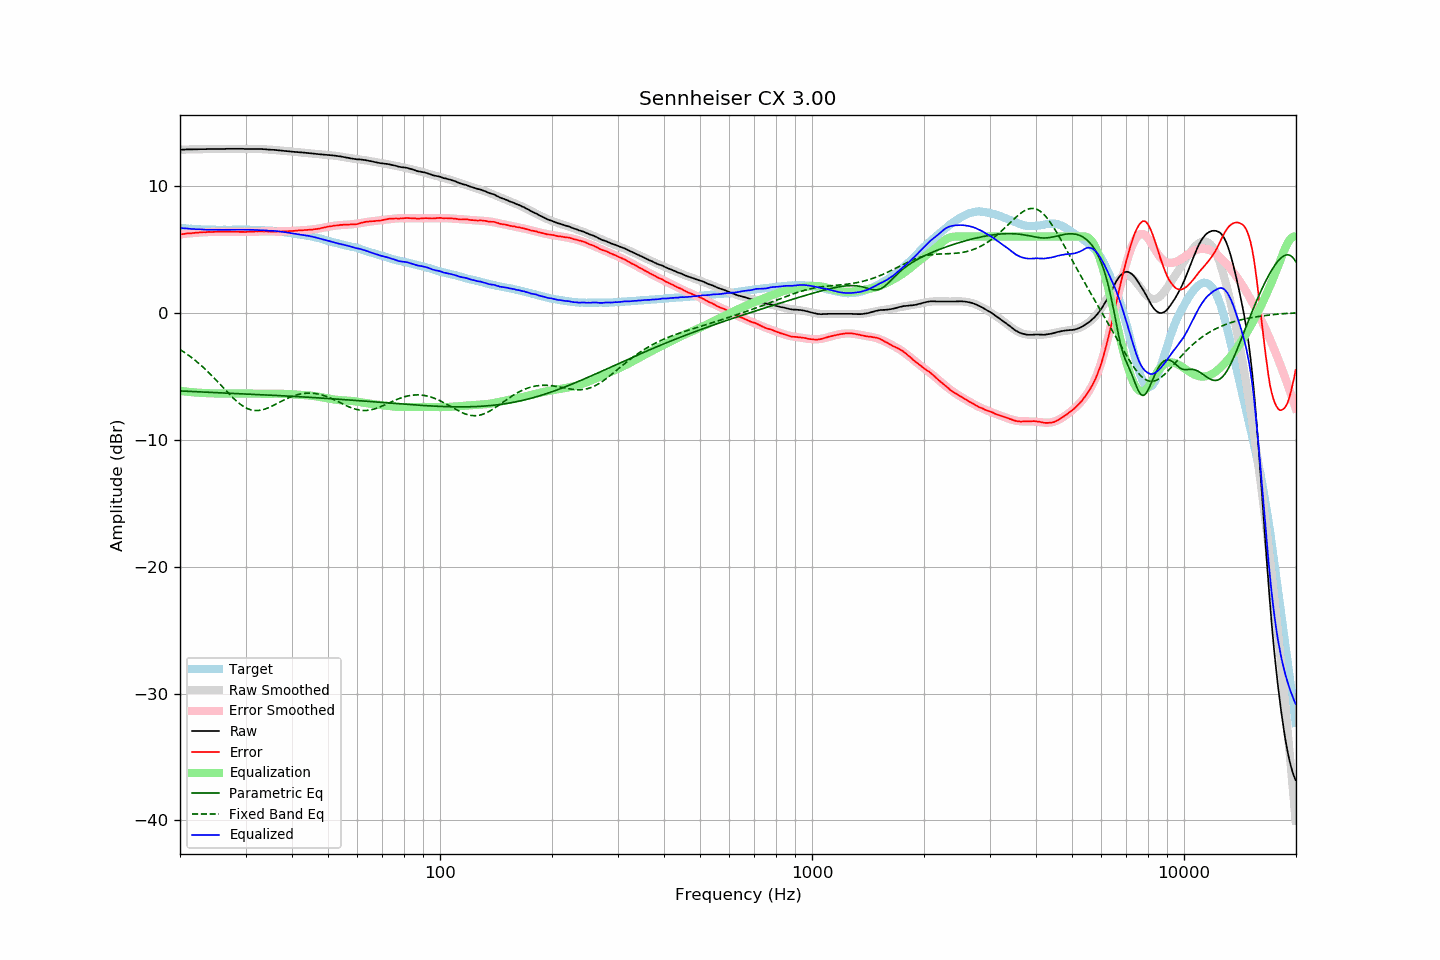 Sennheiser CX 3.00
10
0
−10
−20
−30
−40
Amplitude (dBr)
Target
Raw Smoothed
Error Smoothed
Raw
Error
Equalization
Parametric Eq
Fixed Band Eq
Equalized
100
1000
10000
Frequency (Hz)